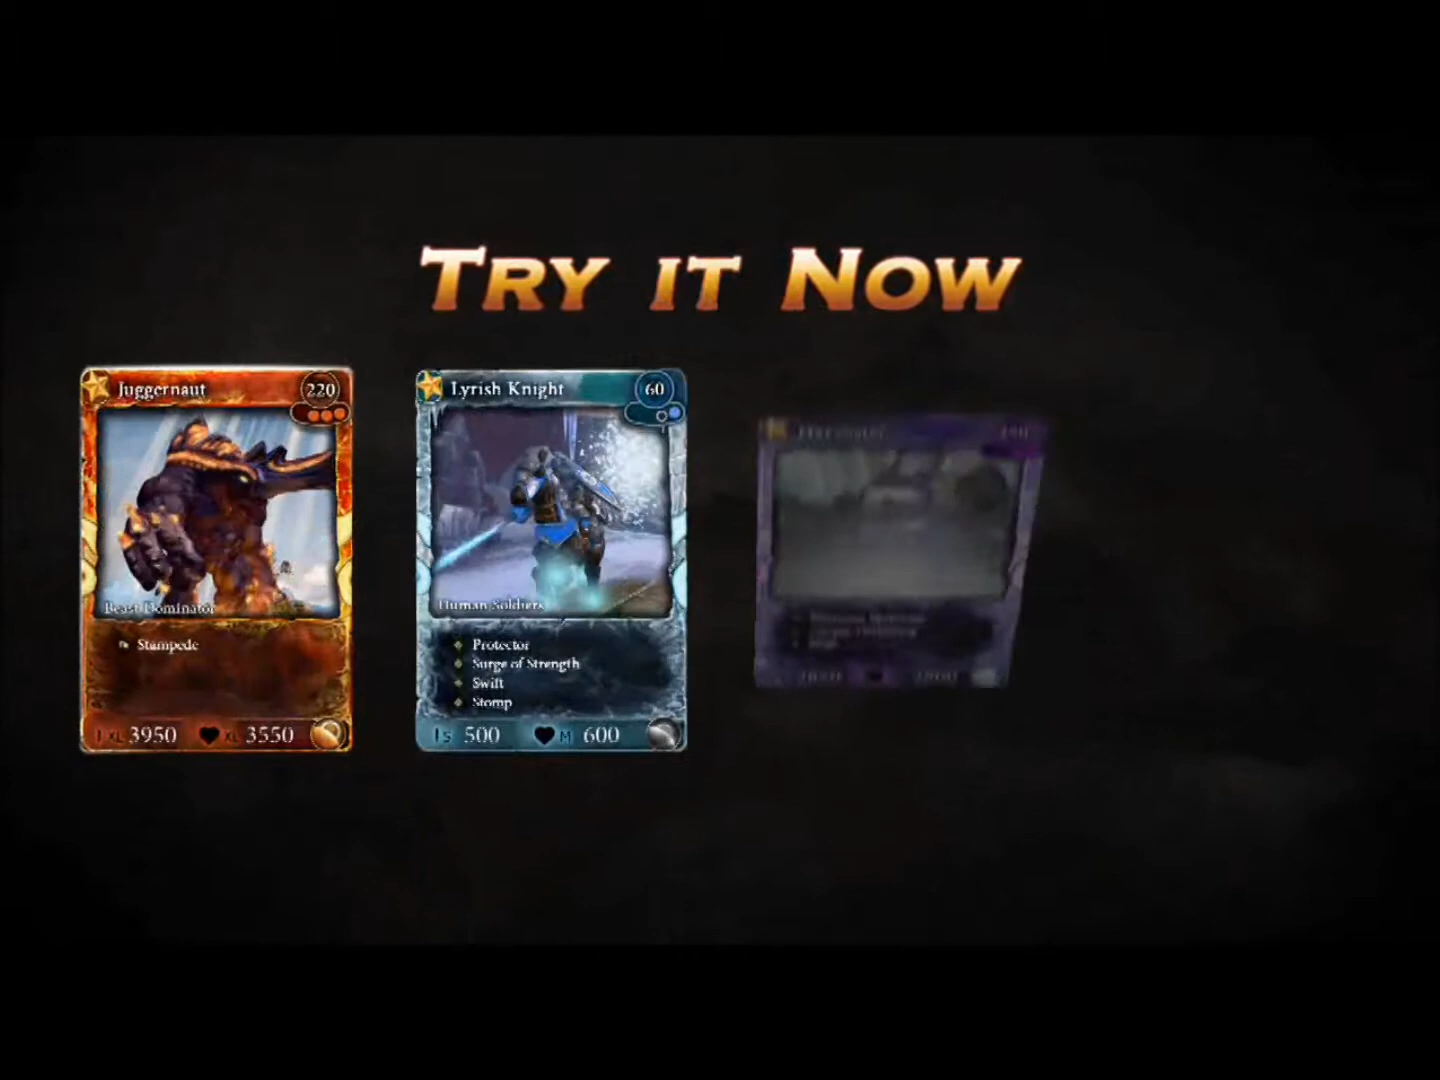 TRY IT NOW
Juggernaut
220
Beast Dominator
Stampede
XL 3950
XL 3550
Lyrish Knight
60
Human Soldiers
Protector
Surge of Strength
Swift
Stomp
S 500
M 600